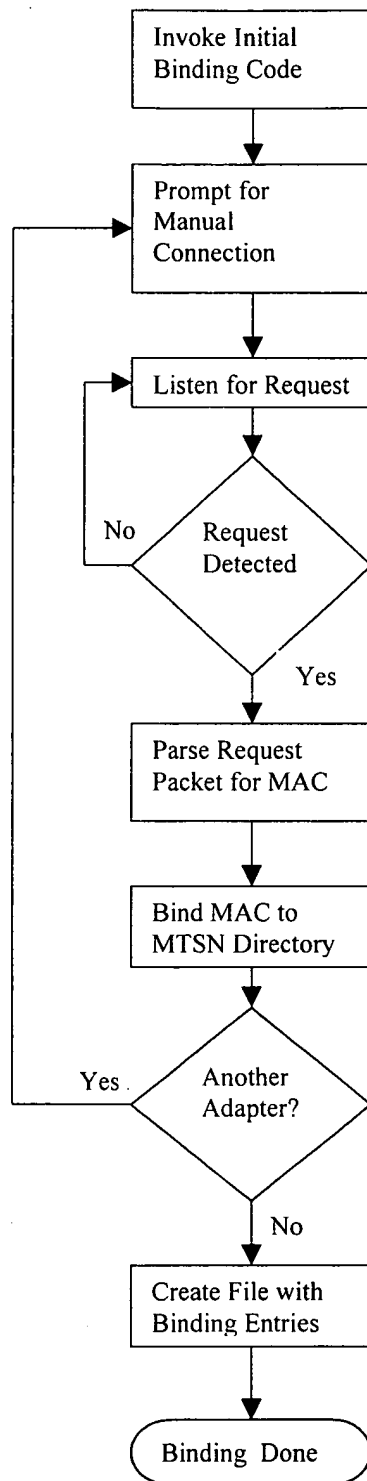 Invoke Initial
Binding Code
Prompt for
Manual
Connection
Listen for Request
No
Request
Detected
Yes
Parse Request
Packet for MAC
Bind MAC to
MTSN Directory
Yes
Another
Adapter?
No
Create File with
Binding Entries
Binding Done